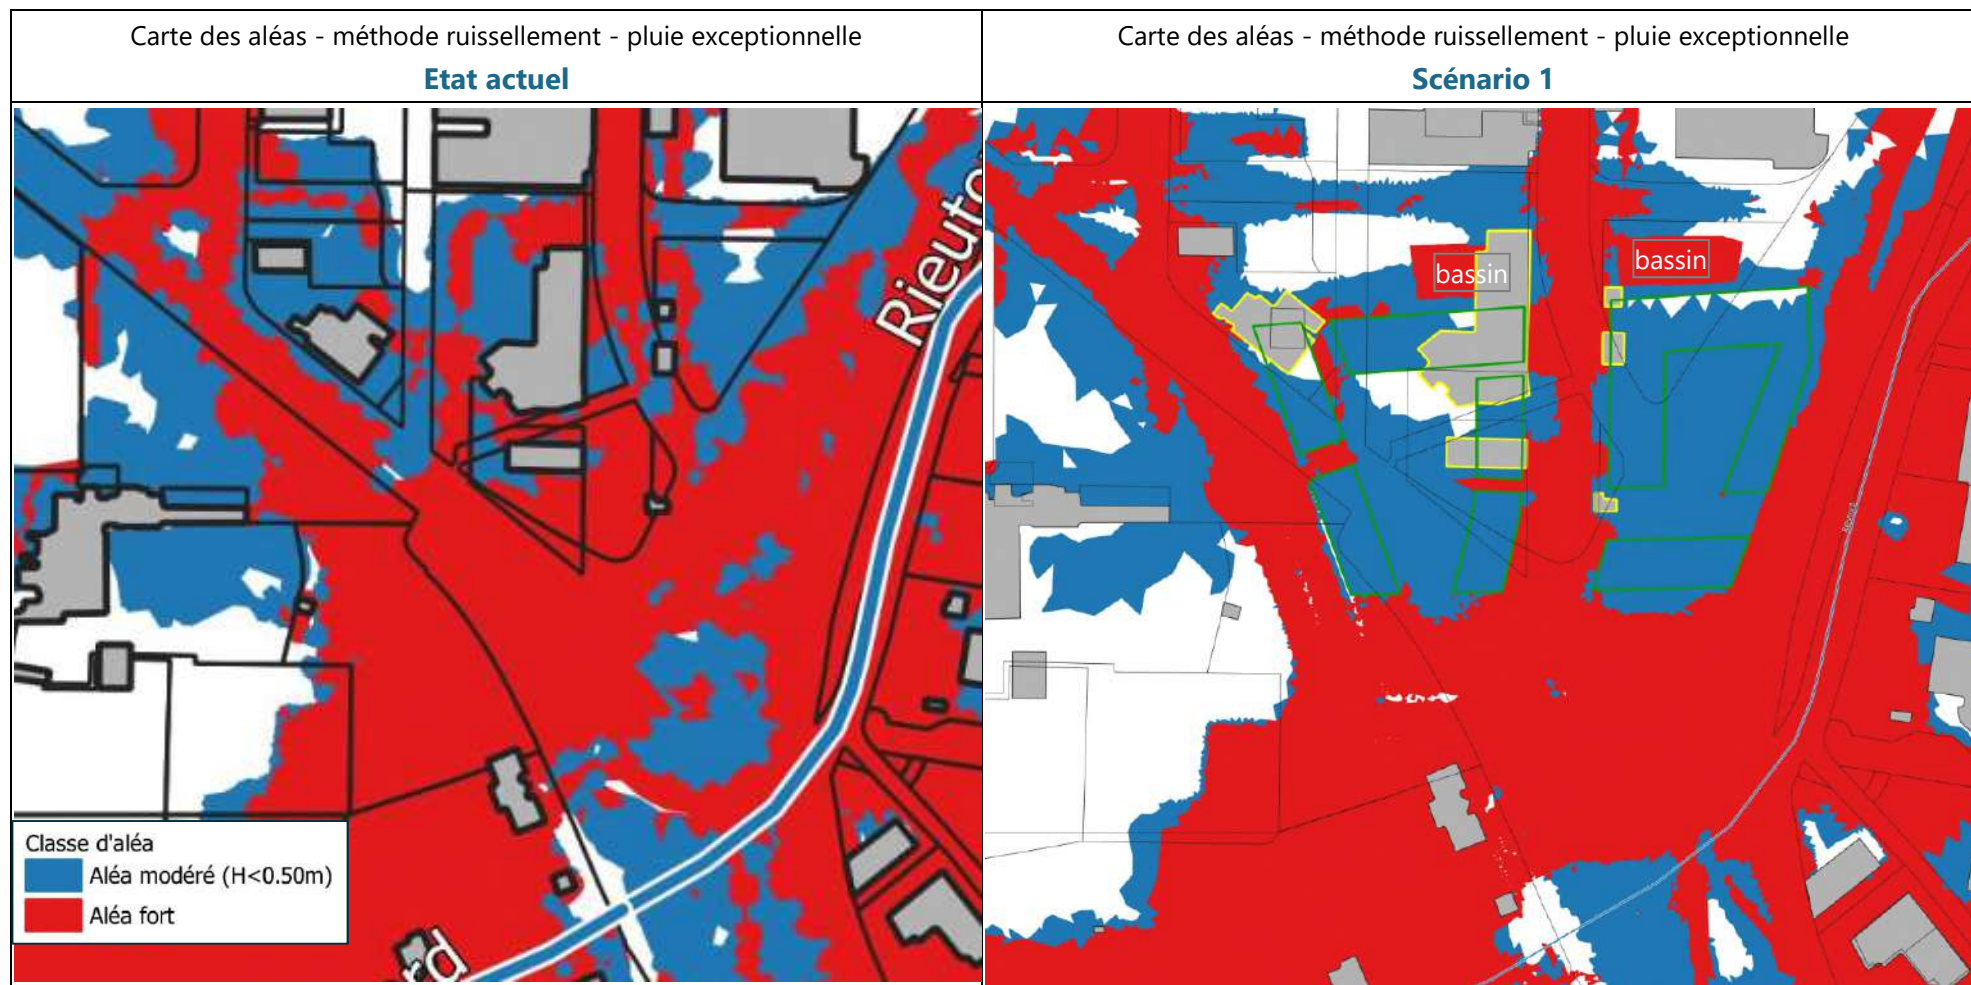 Carte des aléas - méthode ruissellement - pluie exceptionnelle
Etat actuel
Carte des aléas - méthode ruissellement - pluie exceptionnelle
Scénario 1
Rieuto
rd
Classe d'aléa
Aléa modéré (H<0.50m)
Aléa fort
bassin
bassin